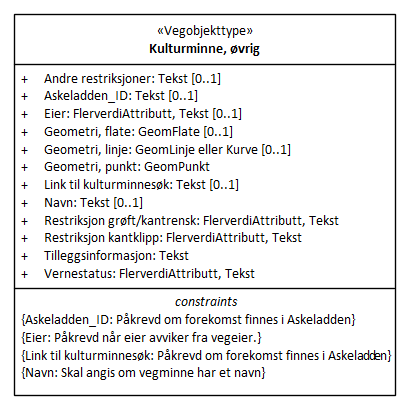 «Vegobjekttype»
Kulturminne, øvrig
+ Andre restriksjoner: Tekst [0..1]
+ Askeladden_ID: Tekst [0..1]
+ Eier: FlerverdiAttributt, Tekst [0..1]
+ Geometri, flate: GeomFlate [0..1]
+ Geometri, linje: GeomLinje eller Kurve [0..1]
+ Geometri, punkt: GeomPunkt
+ Link til kulturminnesøk: Tekst [0..1]
+ Navn: Tekst [0..1]
+ Restriksjon grøft/kantrensk: FlerverdiAttributt, Tekst
+ Restriksjon kantklipp: FlerverdiAttributt, Tekst
+ Tilleggsinformasjon: Tekst
+ Vernestatus: FlerverdiAttributt, Tekst
constraints
{Askeladden_ID: Påkrevd om forekomst finnes i Askeladden}
{Eier: Påkrevd når eier avviker fra vegeier.}
{Link til kulturminnesøk: Påkrevd om forekomst finnes i Askeladden}
{Navn: Skal angis om vegminne har et navn}